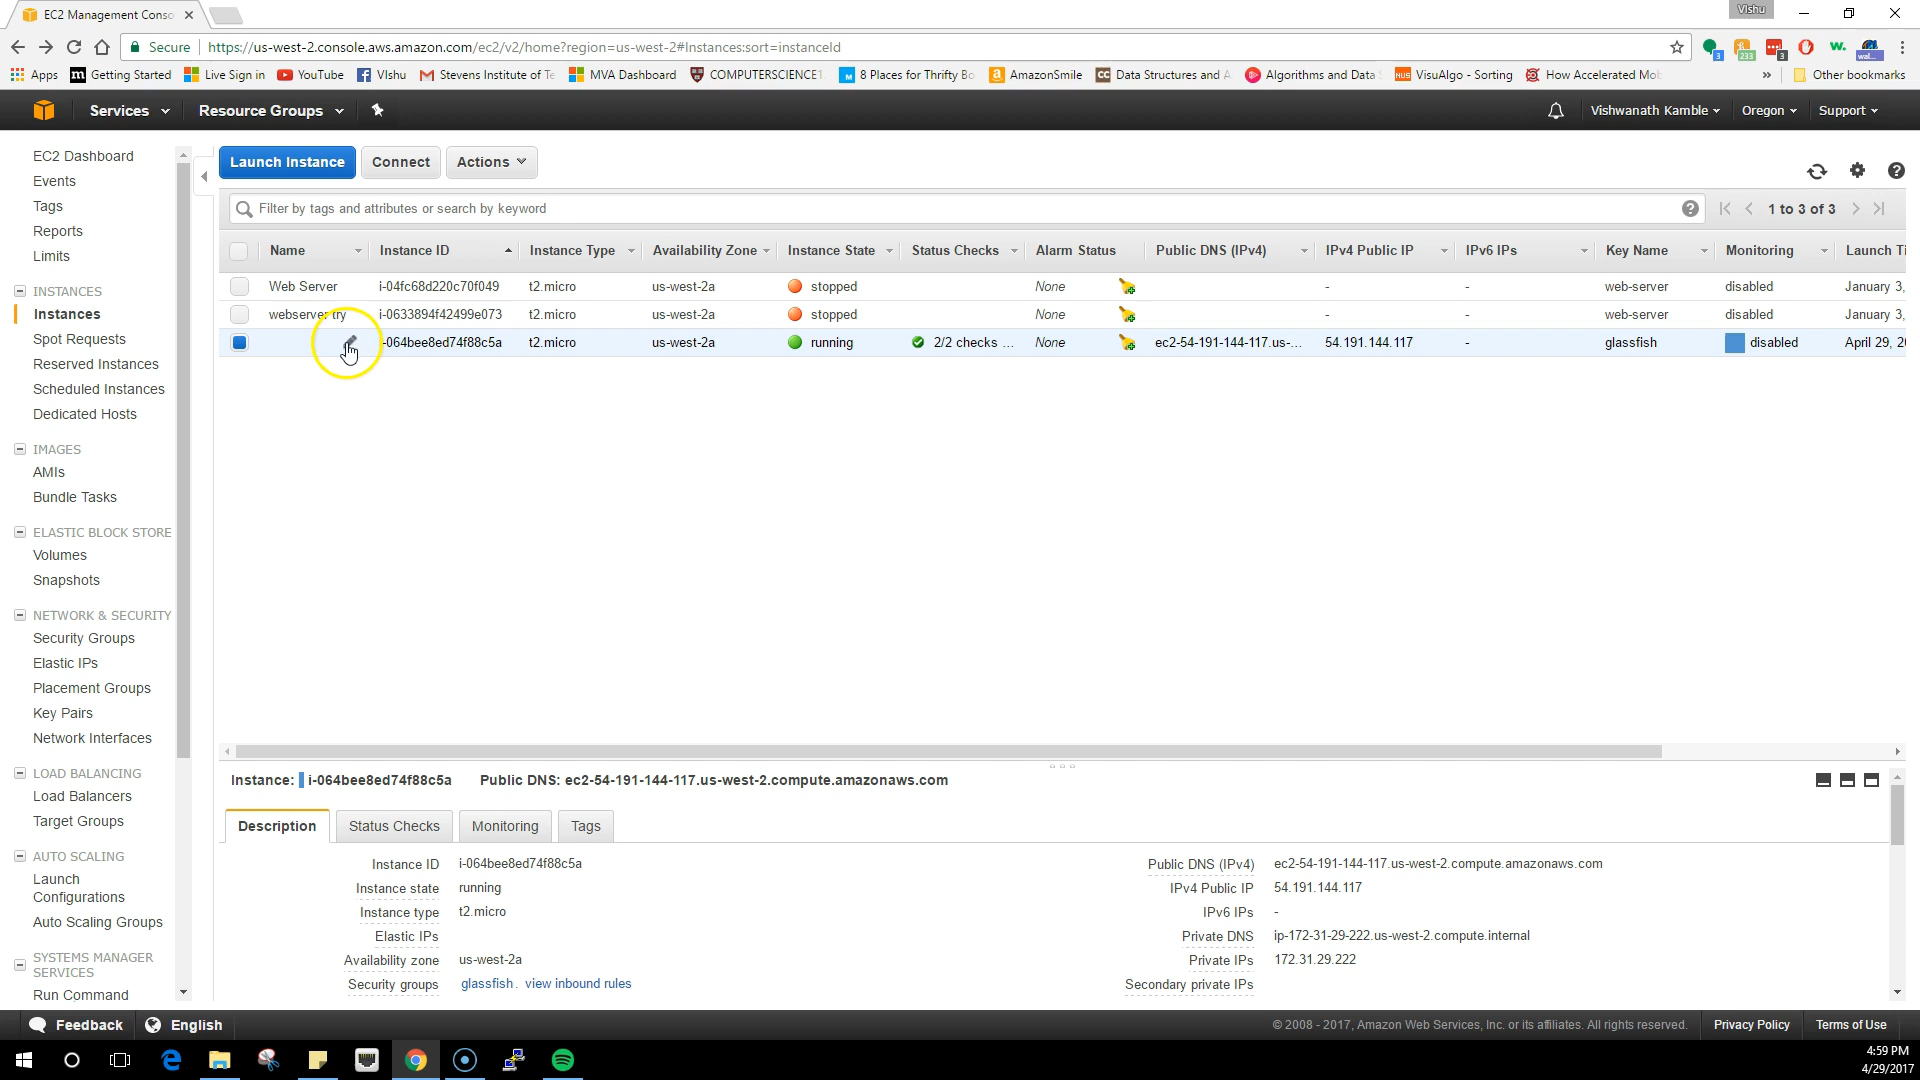 EC2 Management Conso
Vishu
Secure
https://us-west-2.console.aws.amazon.com/ec2/v2/home?region=us-west-2#Instances:sort=instanceId
Apps Getting Started Live Sign in YouTube Vishu Stevens Institute of Te MVA Dashboard COMPUTERSCIENCE1 8 Places for Thrifty Bo AmazonSmile Data Structures and A Algorithms and Data VisuAlgo - Sorting How Accelerated Mob » Other bookmarks
Services Resource Groups Vishwanath Kamble Oregon Support
EC2 Dashboard
Events
Tags
Reports
Limits
INSTANCES
Instances
Spot Requests
Reserved Instances
Scheduled Instances
Dedicated Hosts
IMAGES
AMIs
Bundle Tasks
ELASTIC BLOCK STORE
Volumes
Snapshots
NETWORK & SECURITY
Security Groups
Elastic IPs
Placement Groups
Key Pairs
Network Interfaces
LOAD BALANCING
Load Balancers
Target Groups
AUTO SCALING
Launch
Configurations
Auto Scaling Groups
SYSTEMS MANAGER
SERVICES
Run Command
Launch Instance Connect Actions
Filter by tags and attributes or search by keyword
1 to 3 of 3
Name Instance ID Instance Type Availability Zone Instance State Status Checks Alarm Status Public DNS (IPv4) IPv4 Public IP IPv6 IPs Key Name Monitoring Launch Ti
Web Server i-04fc68d220c70f049 t2.micro us-west-2a stopped None - - web-server disabled January 3,
webserver try i-0633894f42499e073 t2.micro us-west-2a stopped None - - web-server disabled January 3,
-064bee8ed74f88c5a t2.micro us-west-2a running 2/2 checks ... None ec2-54-191-144-117.us-... 54.191.144.117 - glassfish disabled April 29, 2
Instance: i-064bee8ed74f88c5a Public DNS: ec2-54-191-144-117.us-west-2.compute.amazonaws.com
Description Status Checks Monitoring Tags
Instance ID i-064bee8ed74f88c5a
Instance state running
Instance type t2.micro
Elastic IPs
Availability zone us-west-2a
Security groups glassfish. view inbound rules
Public DNS (IPv4) ec2-54-191-144-117.us-west-2.compute.amazonaws.com
IPv4 Public IP 54.191.144.117
IPv6 IPs -
Private DNS ip-172-31-29-222.us-west-2.compute.internal
Private IPs 172.31.29.222
Secondary private IPs
Feedback English
© 2008 - 2017, Amazon Web Services, Inc. or its affiliates. All rights reserved. Privacy Policy Terms of Use
4:59 PM
4/29/2017